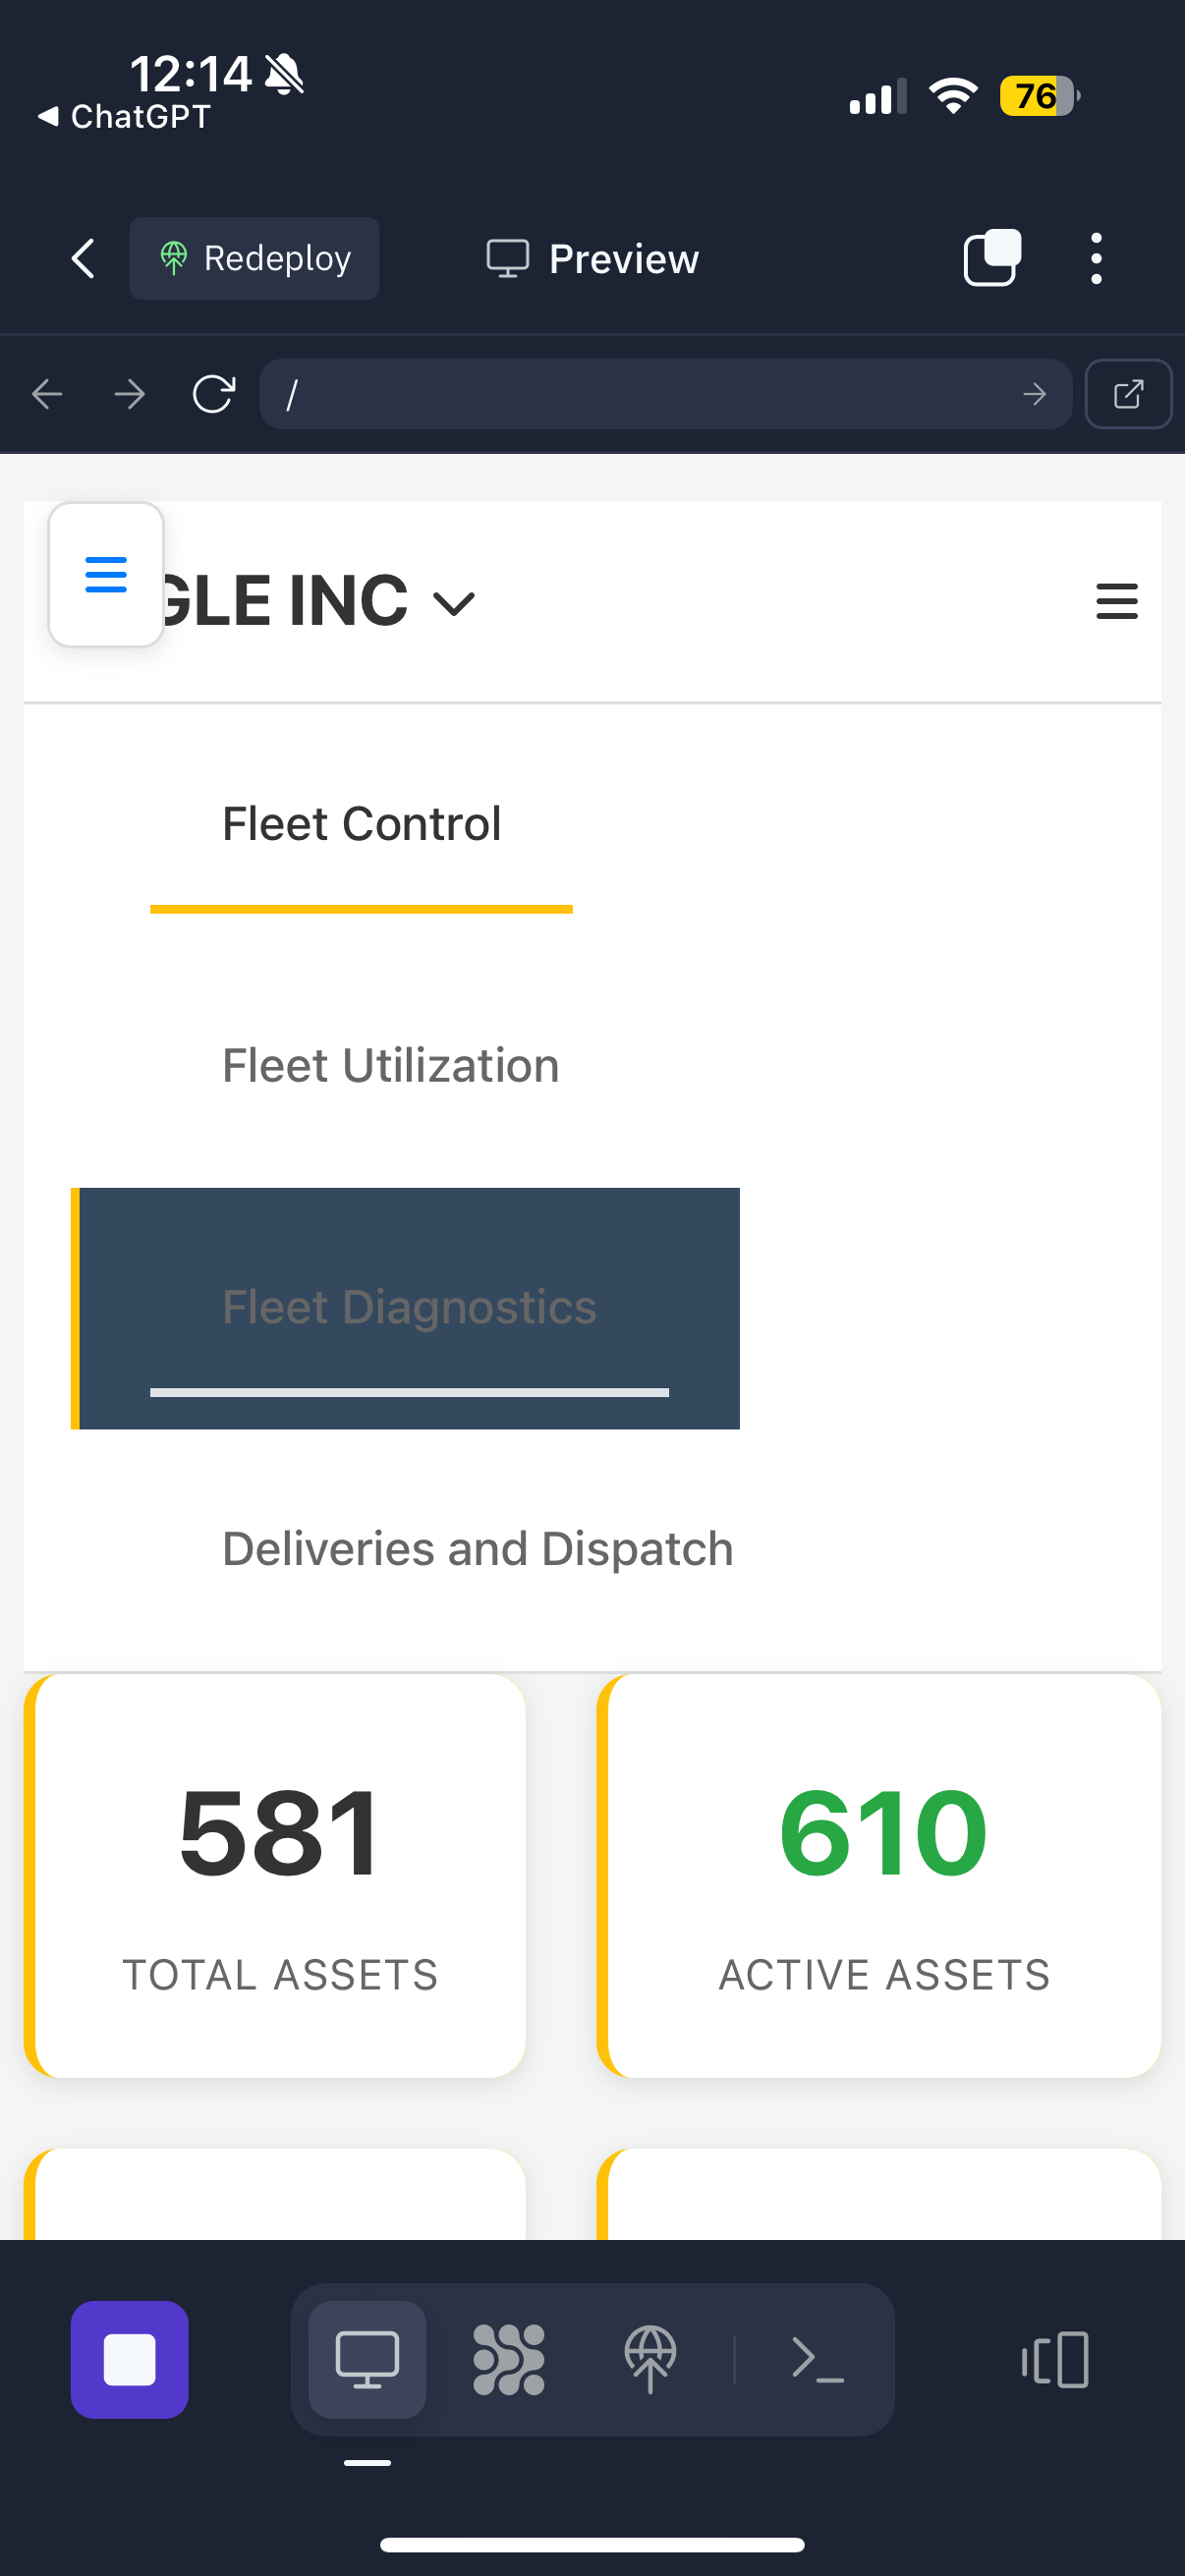 12:14
ChatGPT
76
Redeploy
Preview
/
GLE INC
Fleet Control
Fleet Utilization
Fleet Diagnostics
Deliveries and Dispatch
581
610
TOTAL ASSETS
ACTIVE ASSETS